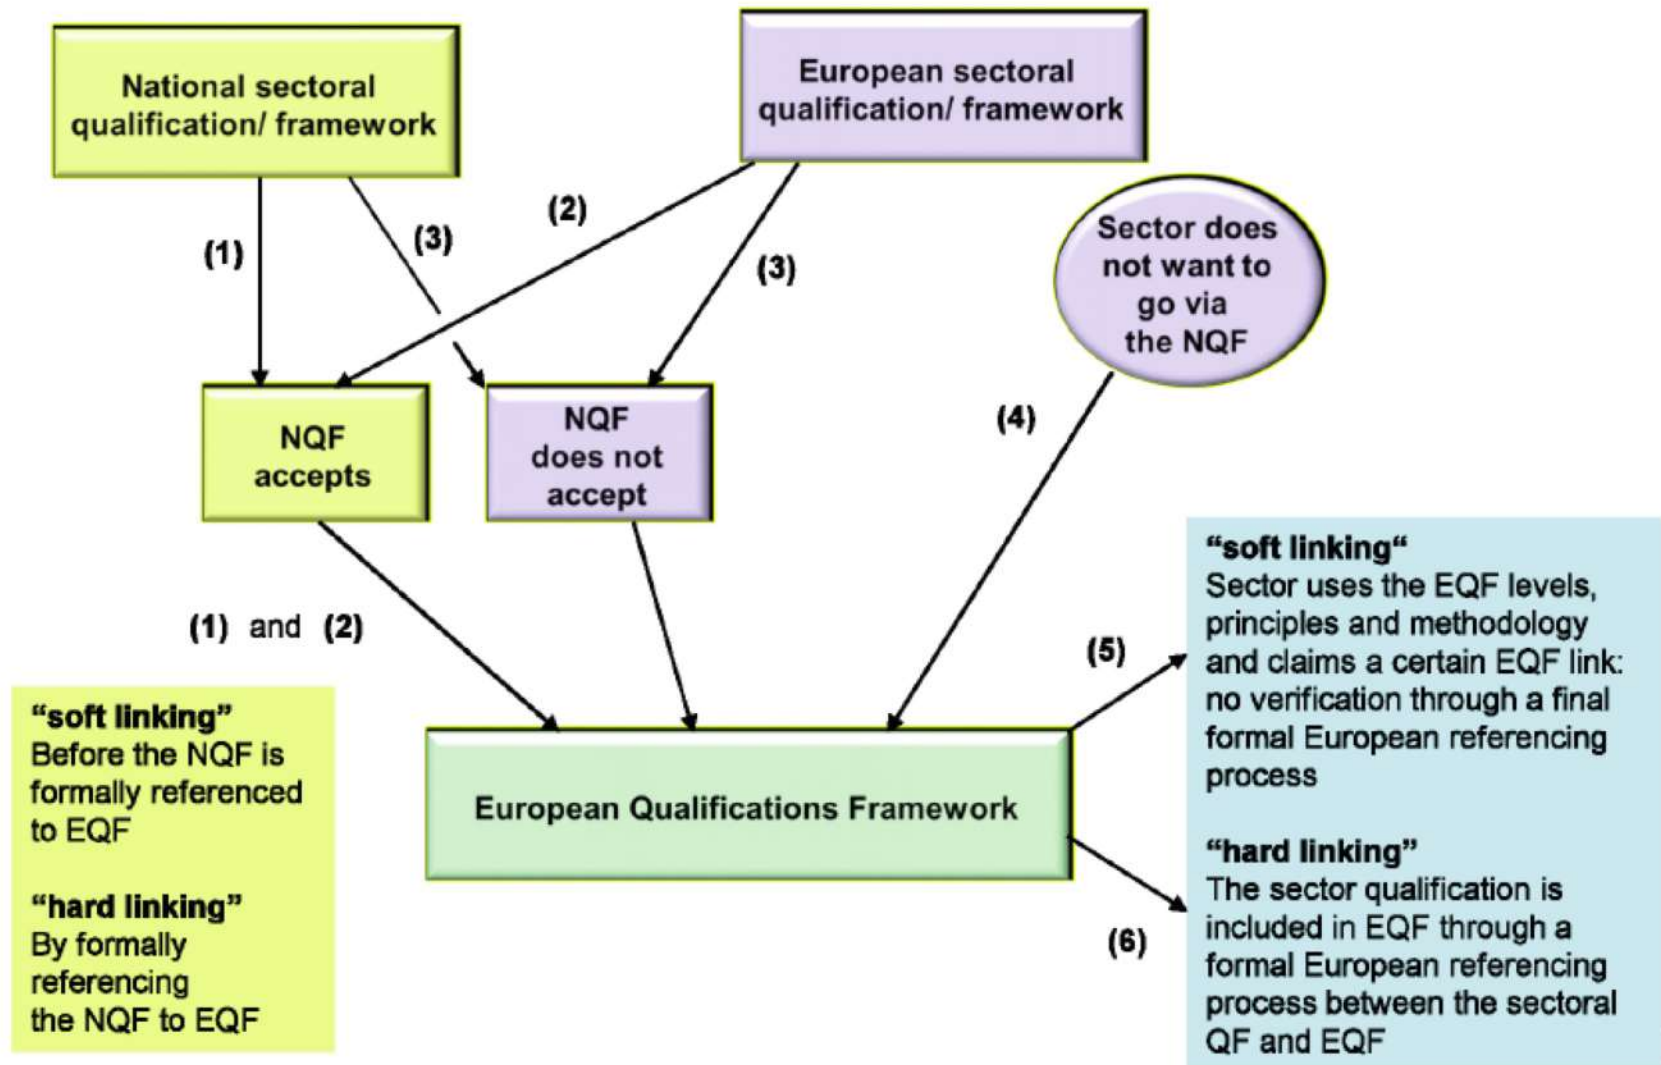 National sectoral
qualification/ framework
European sectoral
qualification/ framework
(1)
(3)
(2)
(3)
Sector does
not want to
go via
the NQF
NQF
accepts
NQF
does not
accept
(4)
(1) and (2)
“soft linking”
Before the NQF is
formally referenced
to EQF
“hard linking”
By formally
referencing
the NQF to EQF
European Qualifications Framework
(5)
(6)
“soft linking“
Sector uses the EQF levels,
principles and methodology
and claims a certain EQF link:
no verification through a final
formal European referencing
process
“hard linking”
The sector qualification is
included in EQF through a
formal European referencing
process between the sectoral
QF and EQF